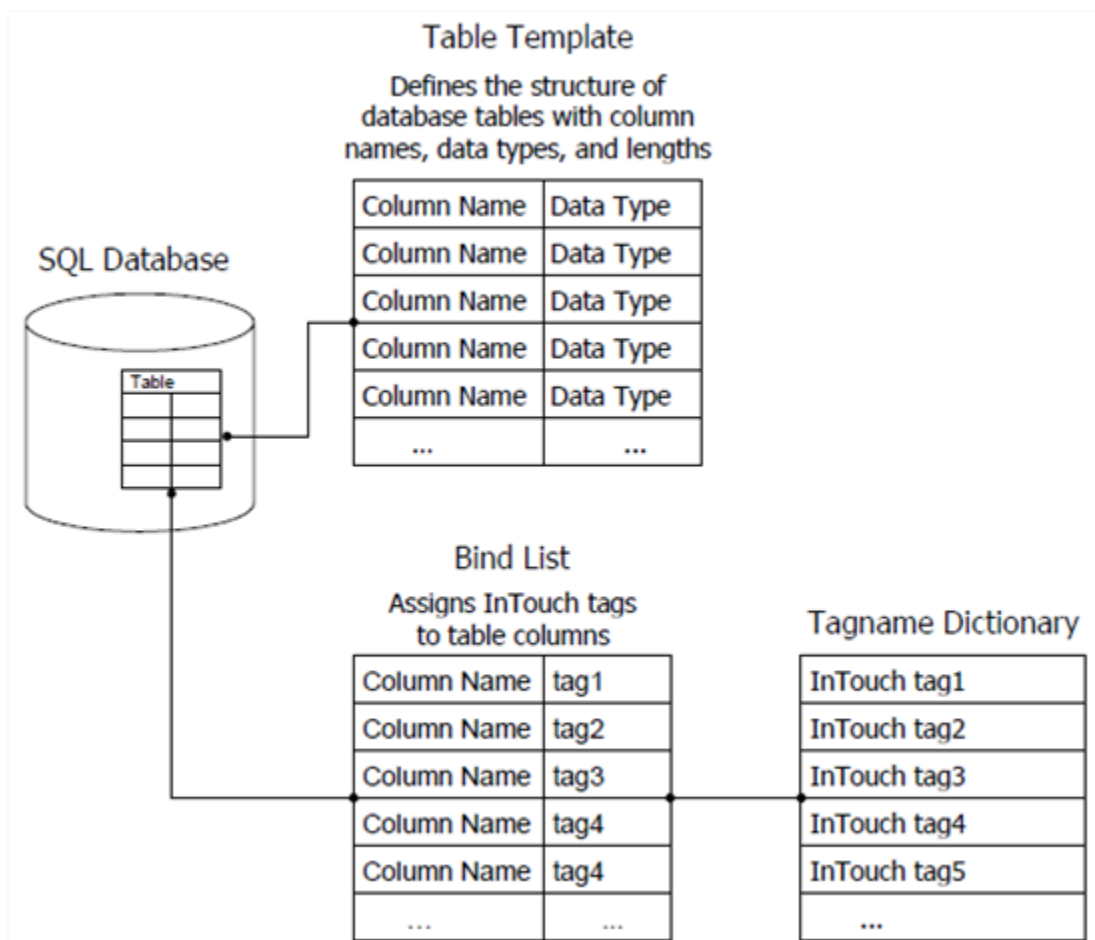 Table Template
Defines the structure of
database tables with column
names, data types, and lengths
Column Name Data Type
Column Name Data Type
Column Name Data Type
Column Name Data Type
Column Name Data Type
... ...
SQL Database
Table
Bind List
Assigns InTouch tags
to table columns
Column Name tag1
Column Name tag2
Column Name tag3
Column Name tag4
Column Name tag4
... ...
Tagname Dictionary
InTouch tag1
InTouch tag2
InTouch tag3
InTouch tag4
InTouch tag5
...